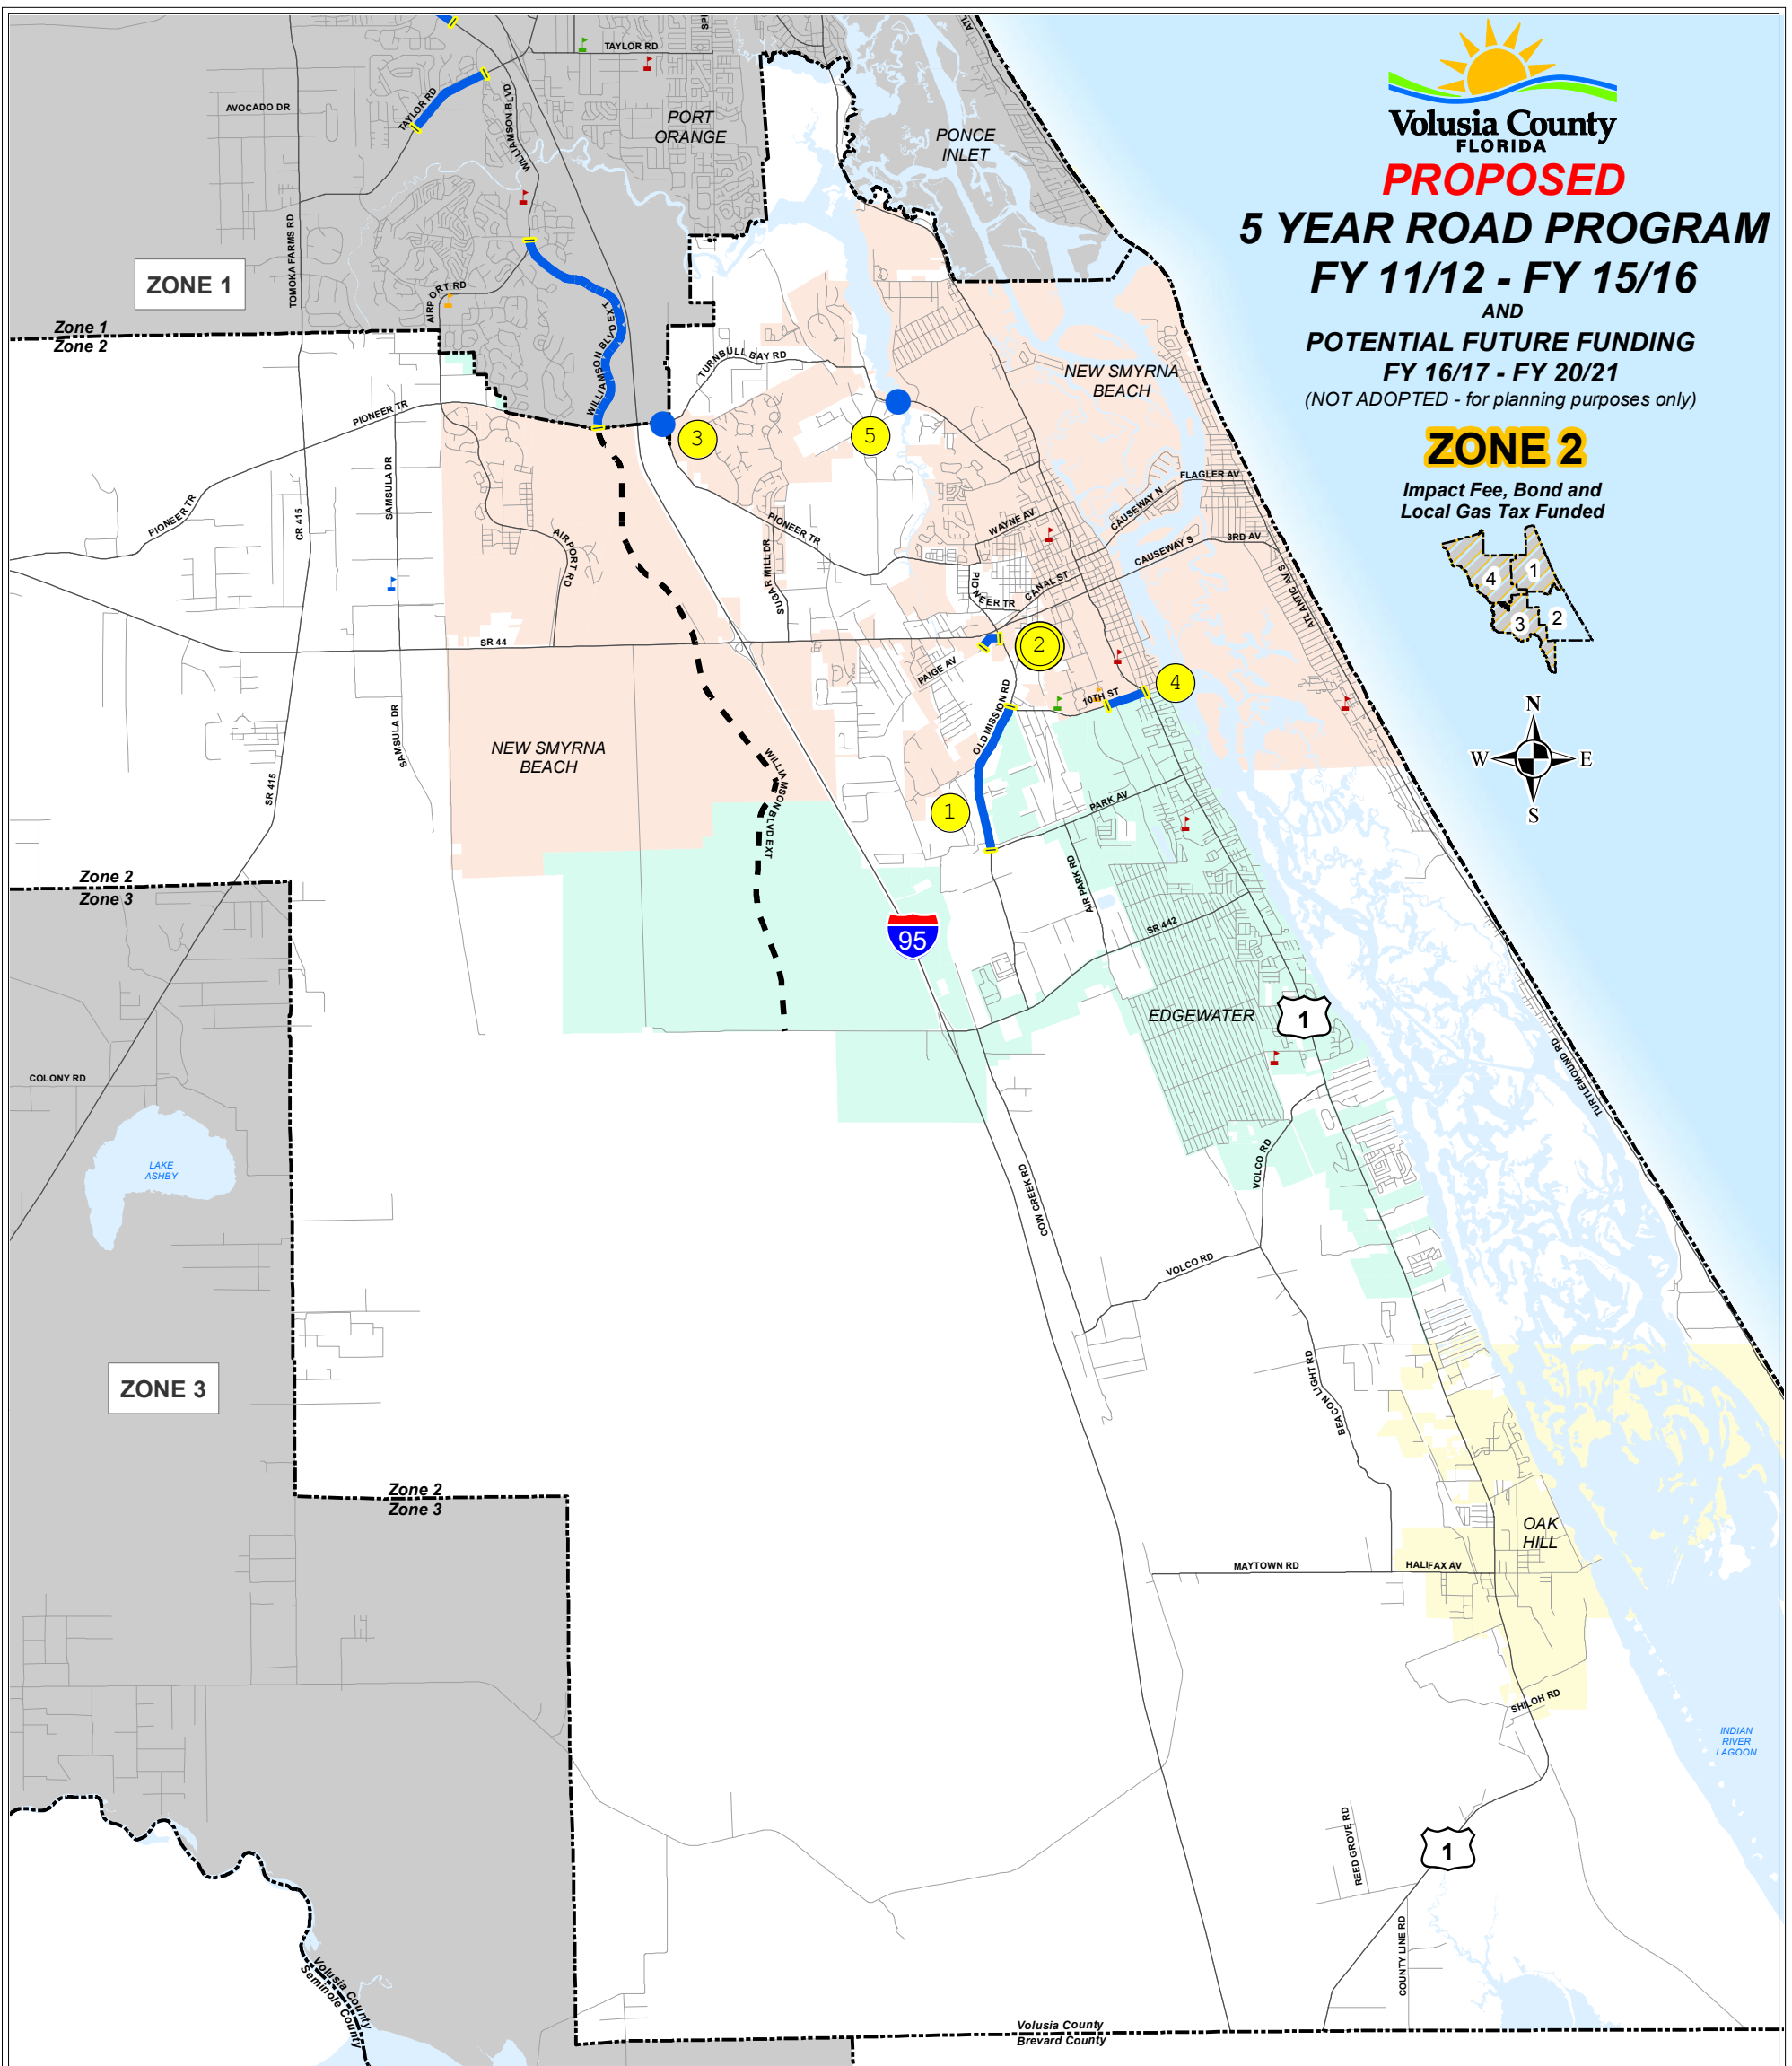 Volusia County
FLORIDA
PROPOSED
5 YEAR ROAD PROGRAM
FY 11/12 - FY 15/16
AND
POTENTIAL FUTURE FUNDING
FY 16/17 - FY 20/21
(NOT ADOPTED - for planning purposes only)
ZONE 2
Impact Fee, Bond and
Local Gas Tax Funded
4
1
3
2
N
W
E
S
TAYLOR RD
AVOCADO DR
TAYLOR RD
WILLIAMSON BLVD
PORT
ORANGE
PONCE
INLET
TOMOKA FARMS RD
ZONE 1
AIRPORT RD
Zone 1
Zone 2
WILLIAMSON BLVD EXT
TURNBULL BAY RD
NEW SMYRNA
BEACH
3
5
PIONEER TR
SAMSULA DR
PIONEER TR
CR 415
AIRPORT RD
PIONEER TR
SUGAR MILL DR
WAYNE AV
CAUSEWAY N
FLAGLER AV
CAUSEWAY S
3RD AV
PIONEER TR
CANAL ST
ATLANTIC AV S
SR 44
2
PAIGE AV
4
10TH ST
OLD MISSION RD
SAMSULA DR
NEW SMYRNA
BEACH
WILLIAMSON BLVD EXT
SR 415
1
PARK AV
AIR PARK RD
Zone 2
Zone 3
95
SR 442
EDGEWATER
1
TURTLEMOUND RD
COLONY RD
LAKE
ASHBY
COW CREEK RD
VOLCO RD
VOLCO RD
ZONE 3
BEACON LIGHT RD
Zone 2
Zone 3
OAK
HILL
MAYTOWN RD
HALIFAX AV
SHILOH RD
INDIAN
RIVER
LAGOON
REED GROVE RD
1
COUNTY LINE RD
Volusia County
Seminole County
Volusia County
Brevard County